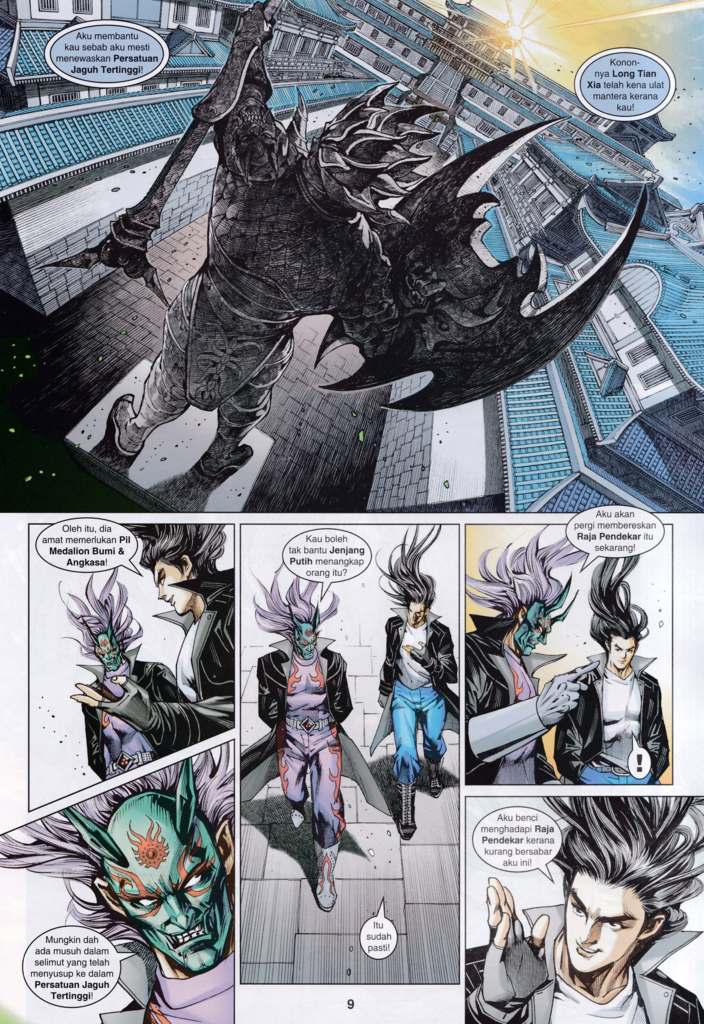 Aku membantu
kau sebab aku mesti
menewaskan Persatuan
Jaguh Tertinggi!
Konon-
nya Long Tian
Xia telah kena ulat
mantera kerana
kau!
Oleh itu, dia
amat memerlukan Pil
Medalion Bumi &
Angkasa!
Kau boleh
tak bantu Jenjang
Putih menangkap
orang itu?
Aku akan
pergi membereskan
Raja Pendekar itu
sekarang!
!
Mungkin dah
ada musuh dalam
selimut yang telah
menyusup ke dalam
Persatuan Jaguh
Tertinggi!
Itu
sudah
pasti!
Aku benci
menghadapi Raja
Pendekar kerana
kurang bersabar
aku ini!
9